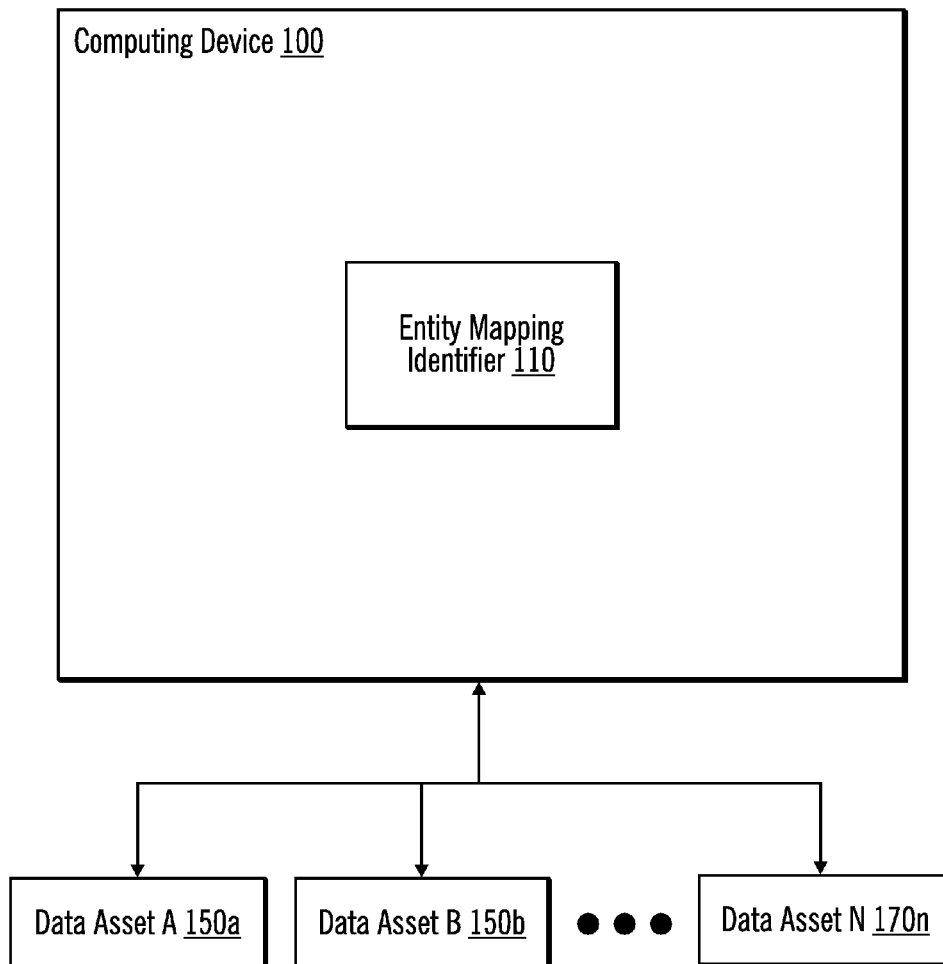 Computing Device 100
Entity Mapping
Identifier 110
Data Asset A 150a
Data Asset B 150b
Data Asset N 170n